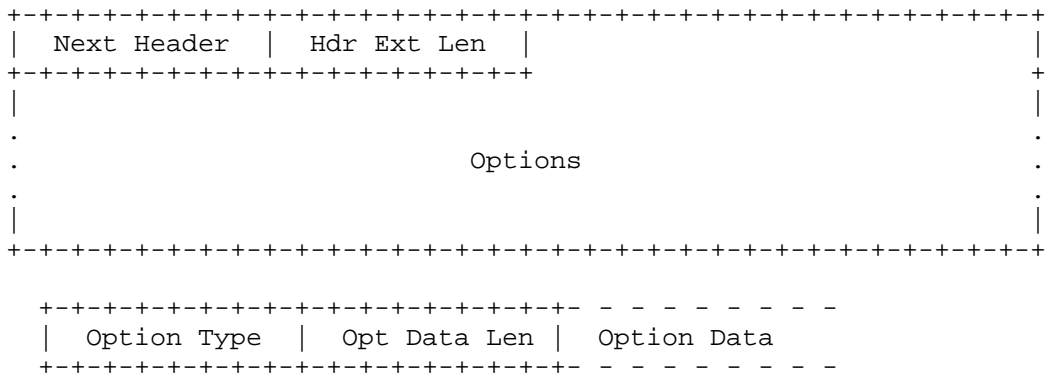 Next Header | Hdr Ext Len
Options
Option Type | Opt Data Len | Option Data